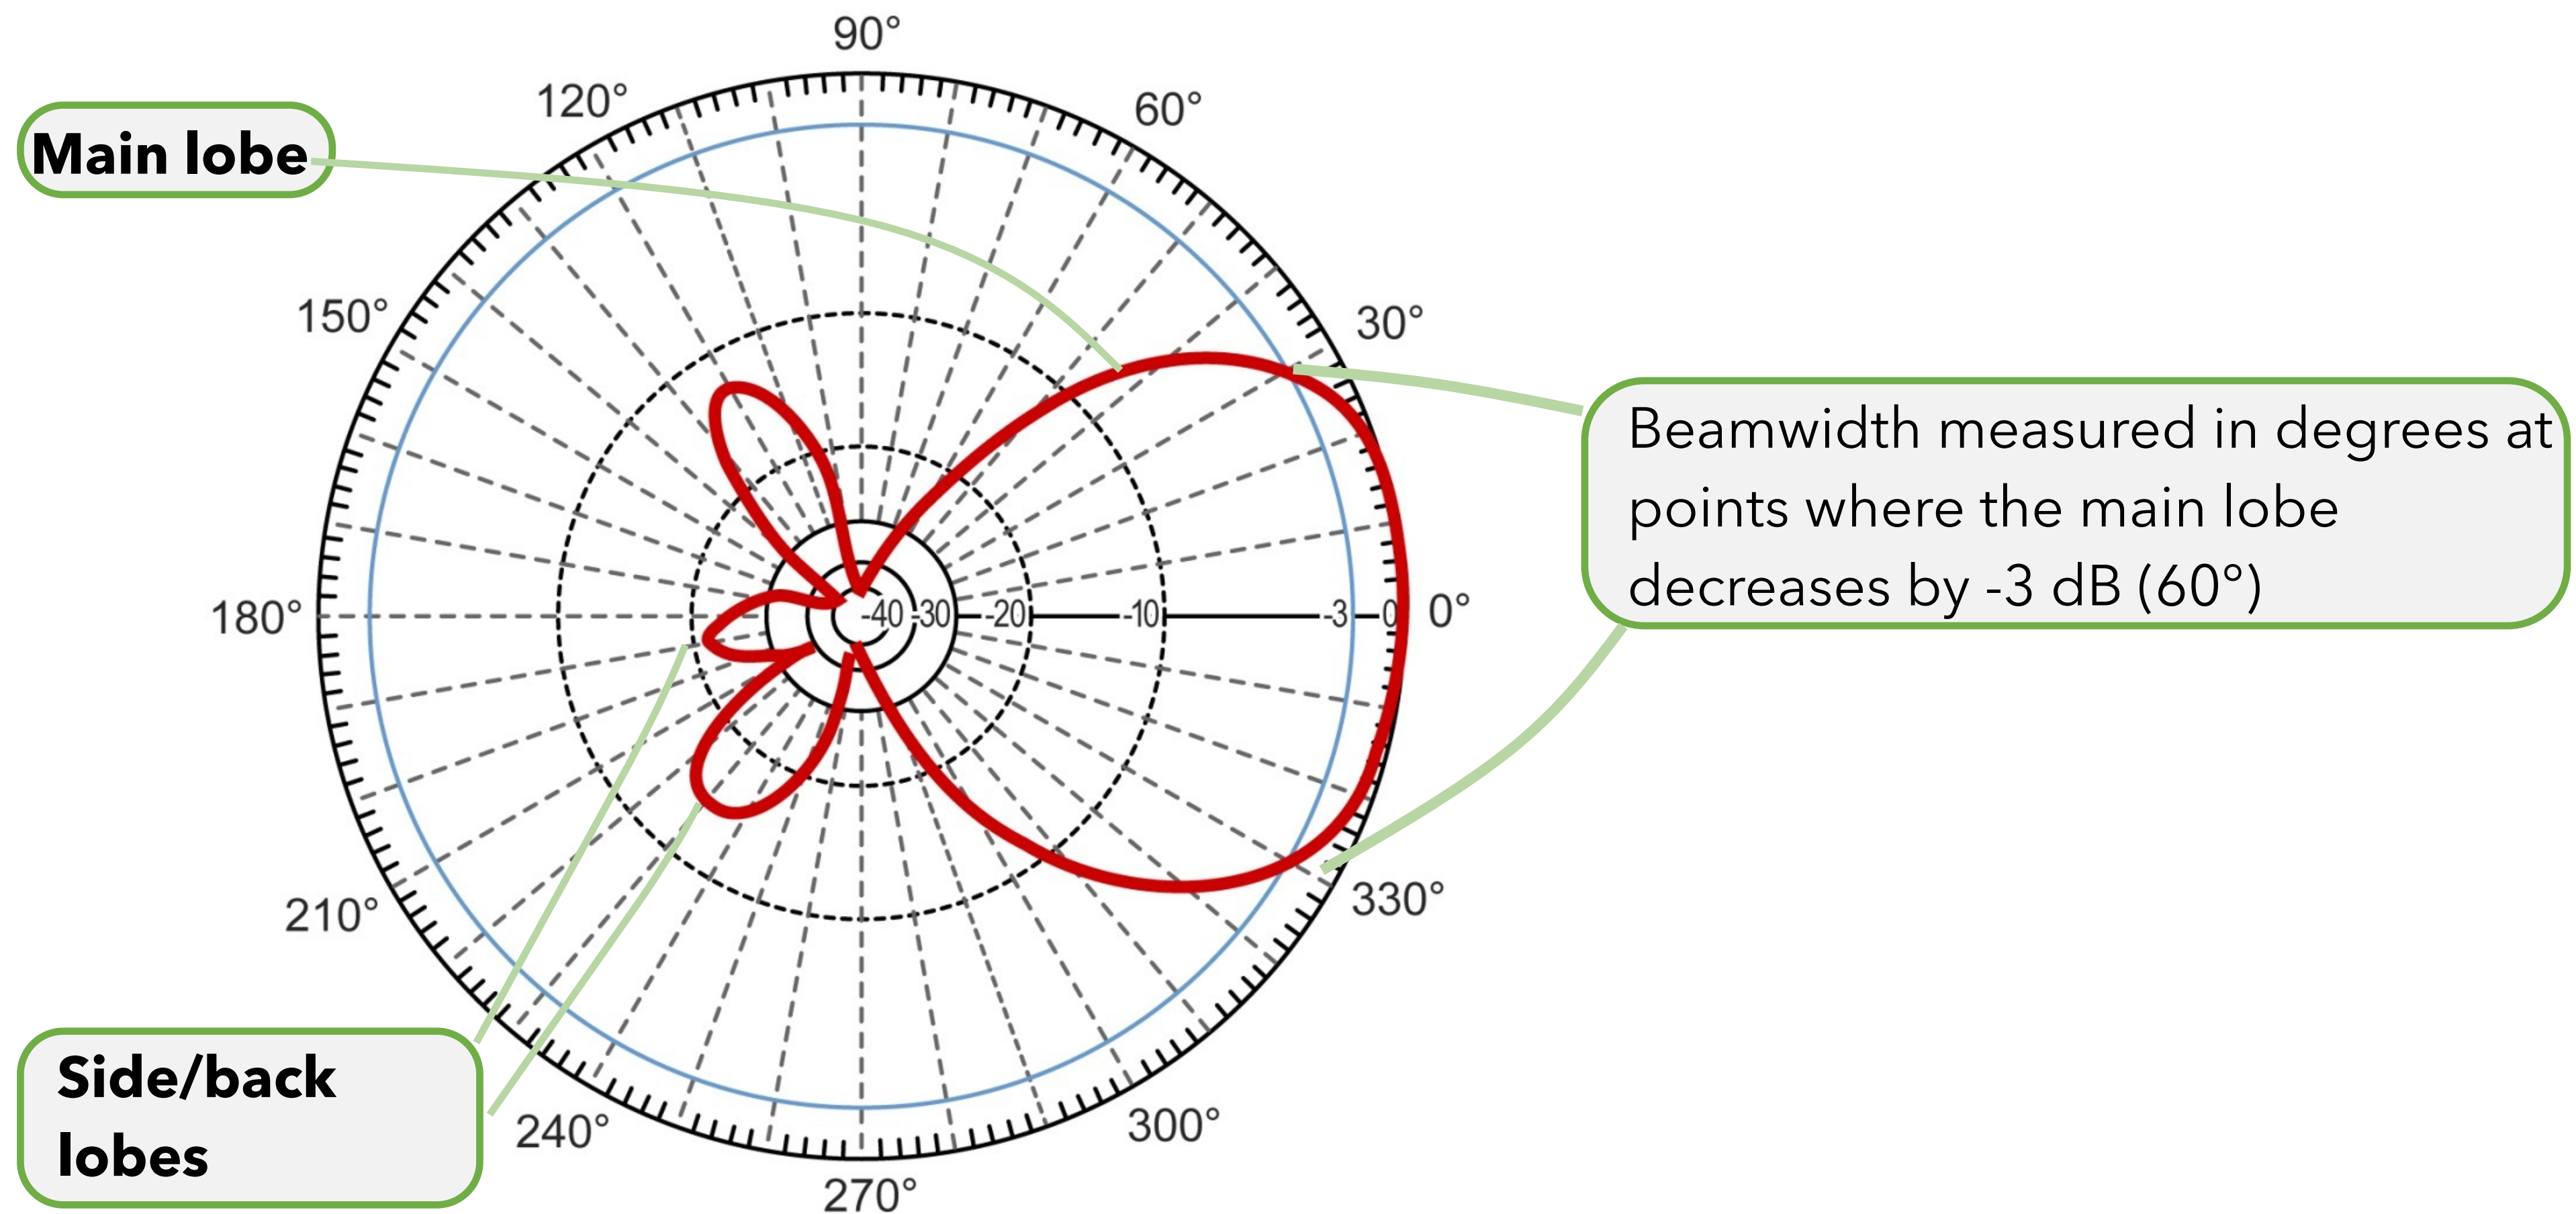 90°
120°
60°
Main lobe
150°
30°
Beamwidth measured in degrees at
points where the main lobe
decreases by -3 dB (60°)
180°
-40 -30 -20 -10 -3 0
0°
210°
330°
Side/back
lobes
240°
300°
270°